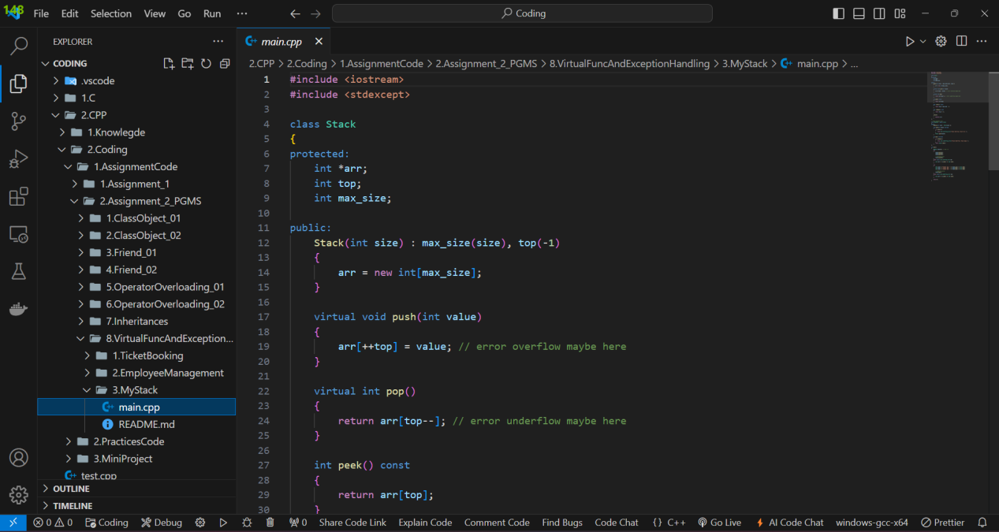 148
File Edit Selection View Go Run ···
Coding
EXPLORER ···
CODING
.vscode
1.C
2.CPP
1.Knowlegde
2.Coding
1.AssignmentCode
1.Assignment_1
2.Assignment_2_PGMS
1.ClassObject_01
2.ClassObject_02
3.Friend_01
4.Friend_02
5.OperatorOverloading_01
6.OperatorOverloading_02
7.Inheritances
8.VirtualFuncAndException...
1.TicketBooking
2.EmployeeManagement
3.MyStack
main.cpp
README.md
2.PracticesCode
3.MiniProject
test.cpp
OUTLINE
TIMELINE
main.cpp
2.CPP > 2.Coding > 1.AssignmentCode > 2.Assignment_2_PGMS > 8.VirtualFuncAndExceptionHandling > 3.MyStack > main.cpp > ...
1 #include <iostream>
2 #include <stdexcept>
3
4 class Stack
5 {
6 protected:
7 int *arr;
8 int top;
9 int max_size;
10
11 public:
12 Stack(int size) : max_size(size), top(-1)
13 {
14 arr = new int[max_size];
15 }
16
17 virtual void push(int value)
18 {
19 arr[++top] = value; // error overflow maybe here
20 }
21
22 virtual int pop()
23 {
24 return arr[top--]; // error underflow maybe here
25 }
26
27 int peek() const
28 {
29 return arr[top];
30 }
0 0 Coding Debug 0 Share Code Link Explain Code Comment Code Find Bugs Code Chat {} C++ Go Live AI Code Chat windows-gcc-x64 Prettier